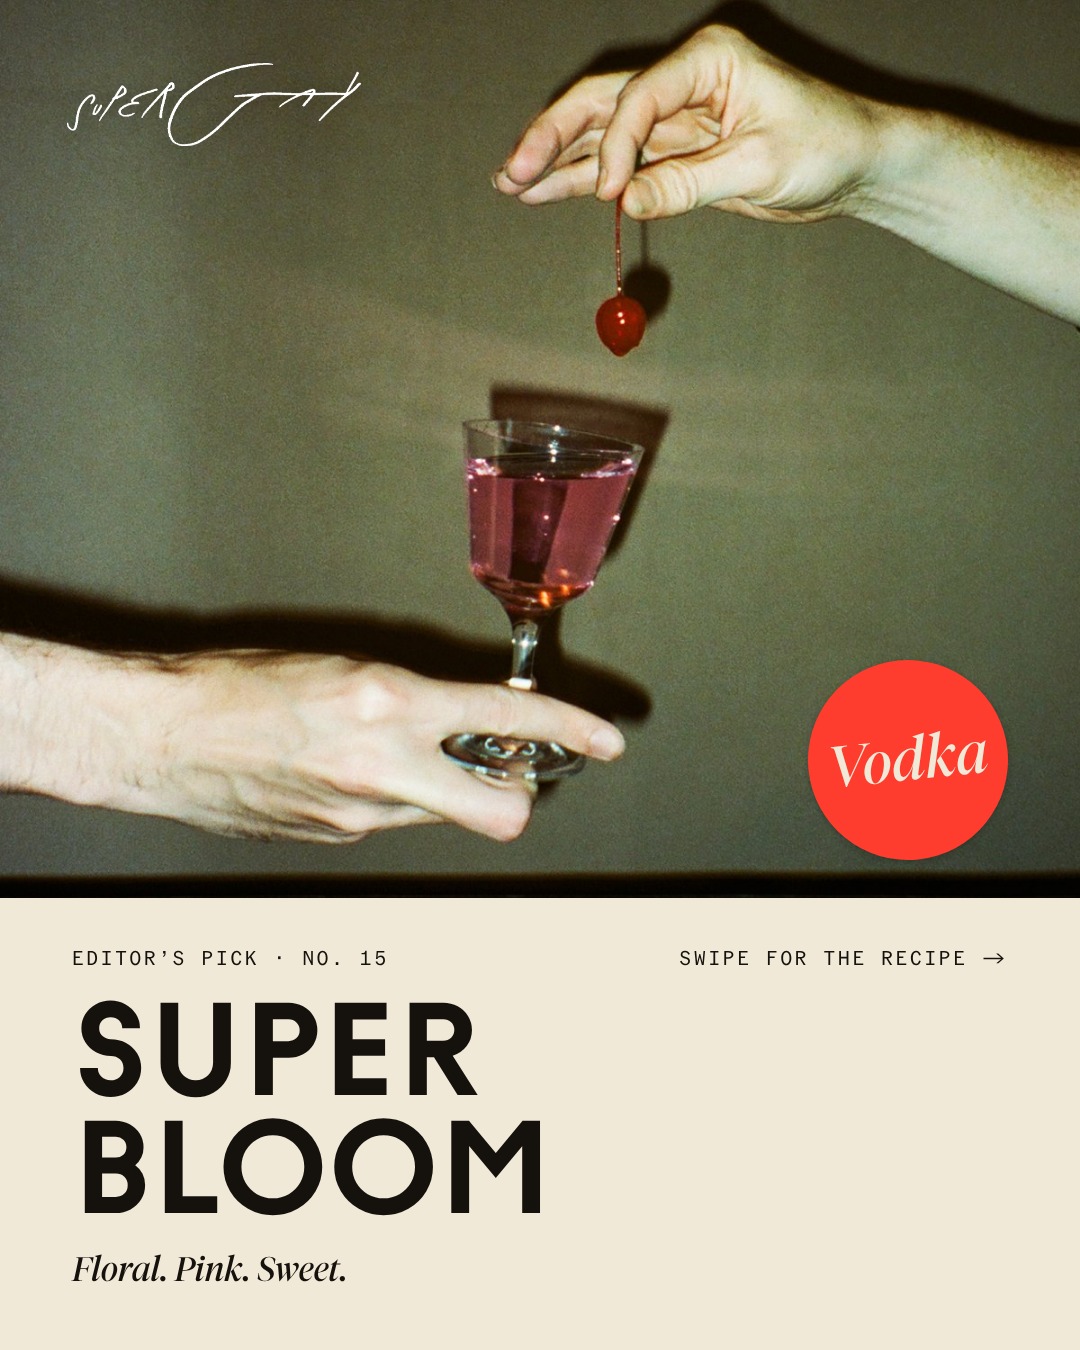 SUPERGAY
Vodka
EDITOR’S PICK · NO. 15
SWIPE FOR THE RECIPE →
SUPER
BLOOM
Floral. Pink. Sweet.